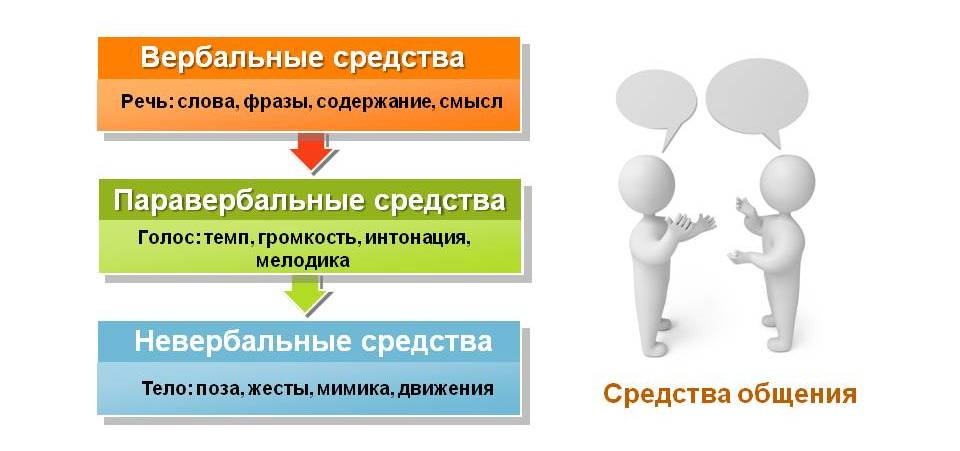 Вербальные средства
Речь: слова, фразы, содержание, смысл
Паравербальные средства
Голос: темп, громкость, интонация,
мелодика
Невербальные средства
Тело: поза, жесты, мимика, движения
Средства общения